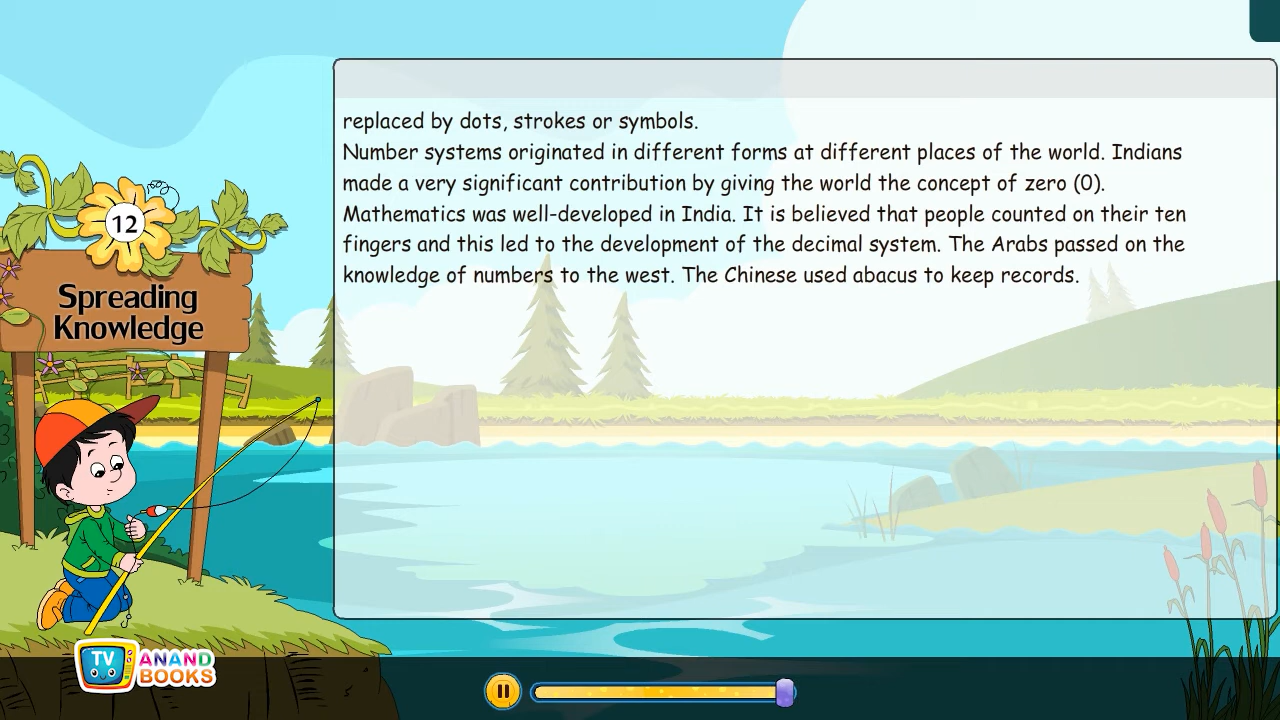 replaced by dots, strokes or symbols.
Number systems originated in different forms at different places of the world. Indians
made a very significant contribution by giving the world the concept of zero (0).
Mathematics was well-developed in India. It is believed that people counted on their ten
fingers and this led to the development of the decimal system. The Arabs passed on the
knowledge of numbers to the west. The Chinese used abacus to keep records.
12
Spreading
Knowledge
TV
ANAND
BOOKS